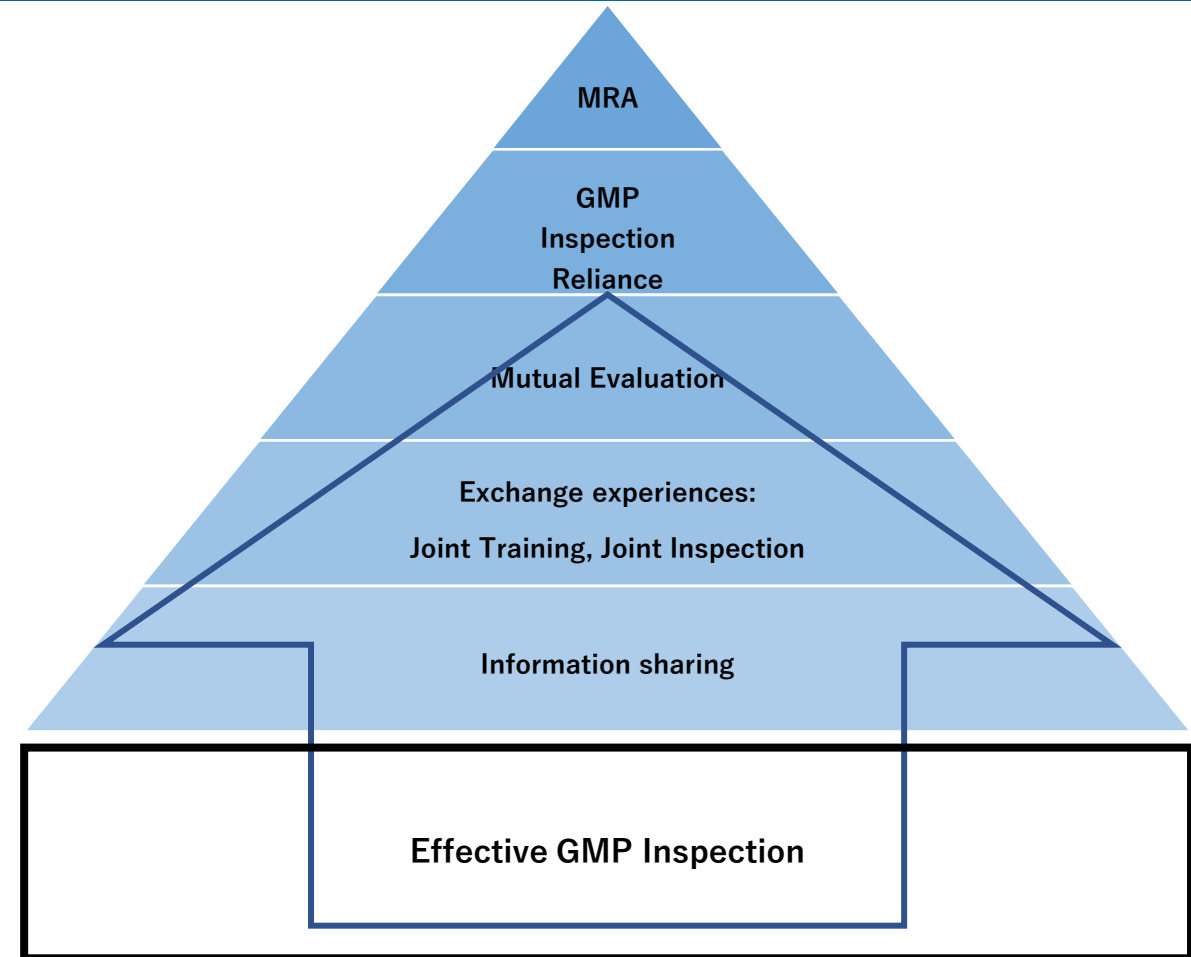 MRA
GMP
Inspection
Reliance
Mutual Evaluation
Exchange experiences:
Joint Training, Joint Inspection
Information sharing
Effective GMP Inspection